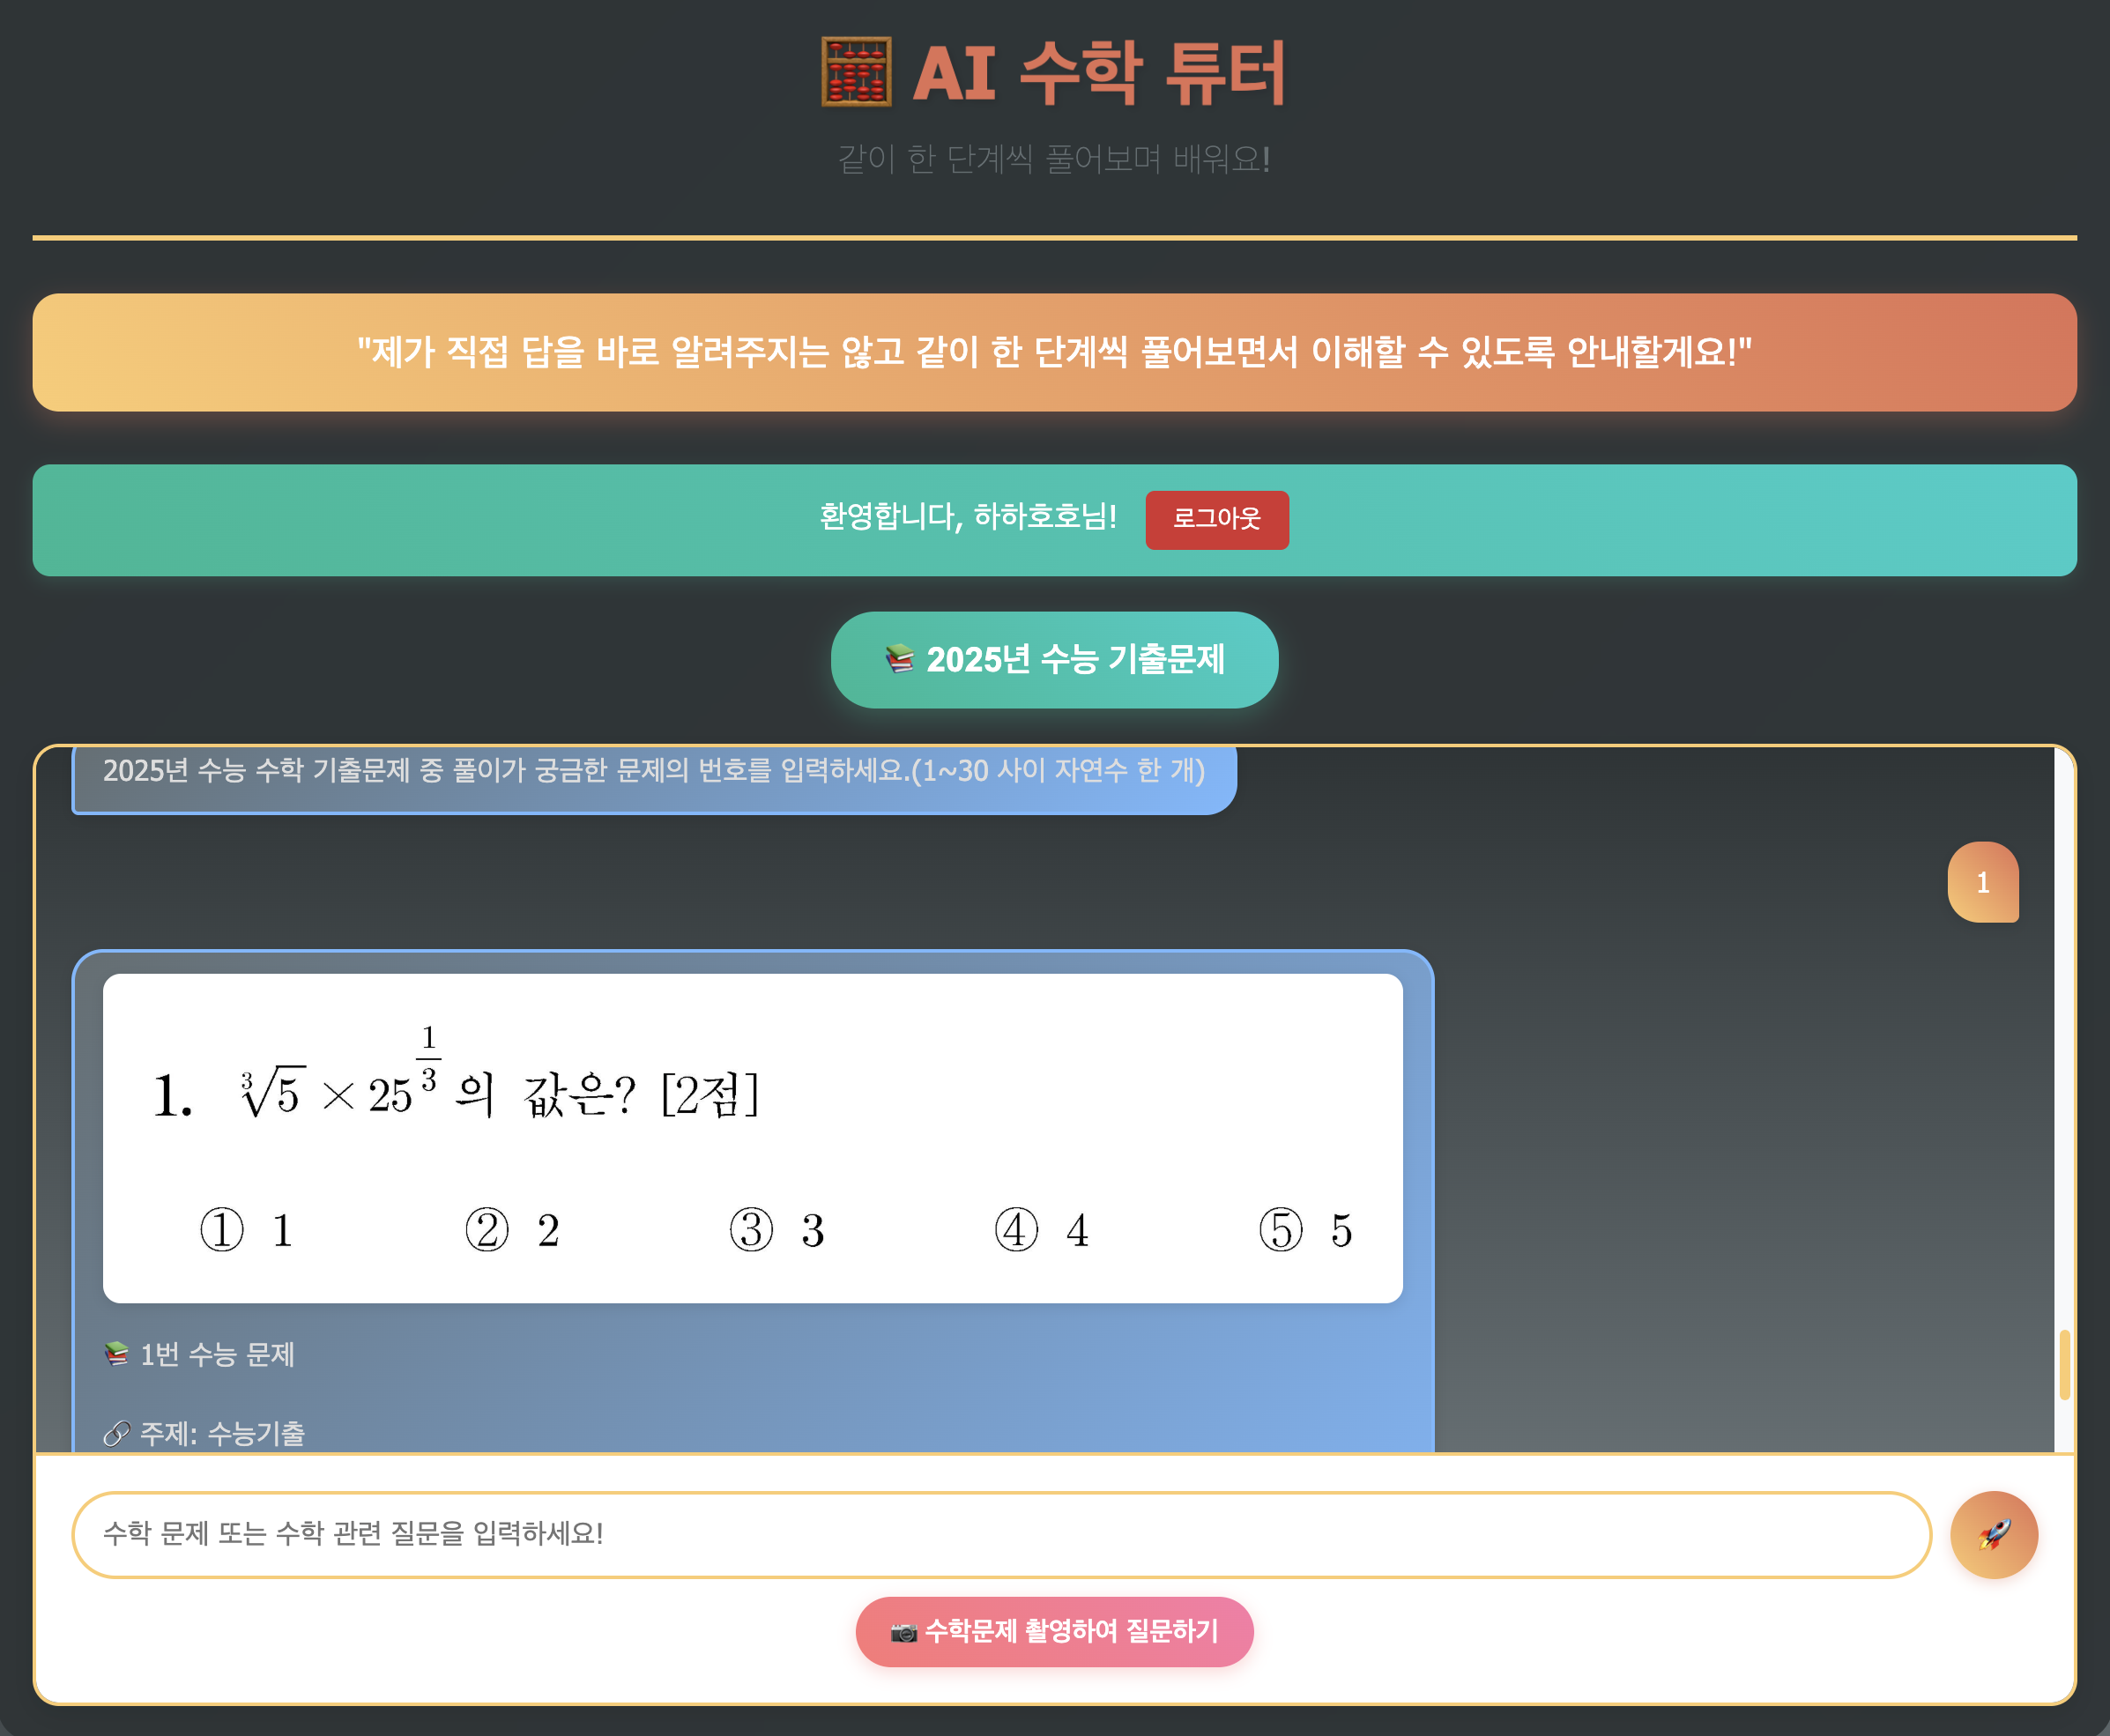 AI 수학 튜터
같이 한 단계씩 풀어보며 배워요!
"제가 직접 답을 바로 알려주지는 않고 같이 한 단계씩 풀어보면서 이해할 수 있도록 안내할게요!"
환영합니다, 하하호호님! 로그아웃
📚 2025년 수능 기출문제
2025년 수능 수학 기출문제 중 풀이가 궁금한 문제의 번호를 입력하세요.(1~30 사이 자연수 한 개)
1
1. ∛5 × 25^(1/3) 의 값은? [2점]
① 1 ② 2 ③ 3 ④ 4 ⑤ 5
📚 1번 수능 문제
🔗 주제: 수능기출
수학 문제 또는 수학 관련 질문을 입력하세요!
📷 수학문제 촬영하여 질문하기